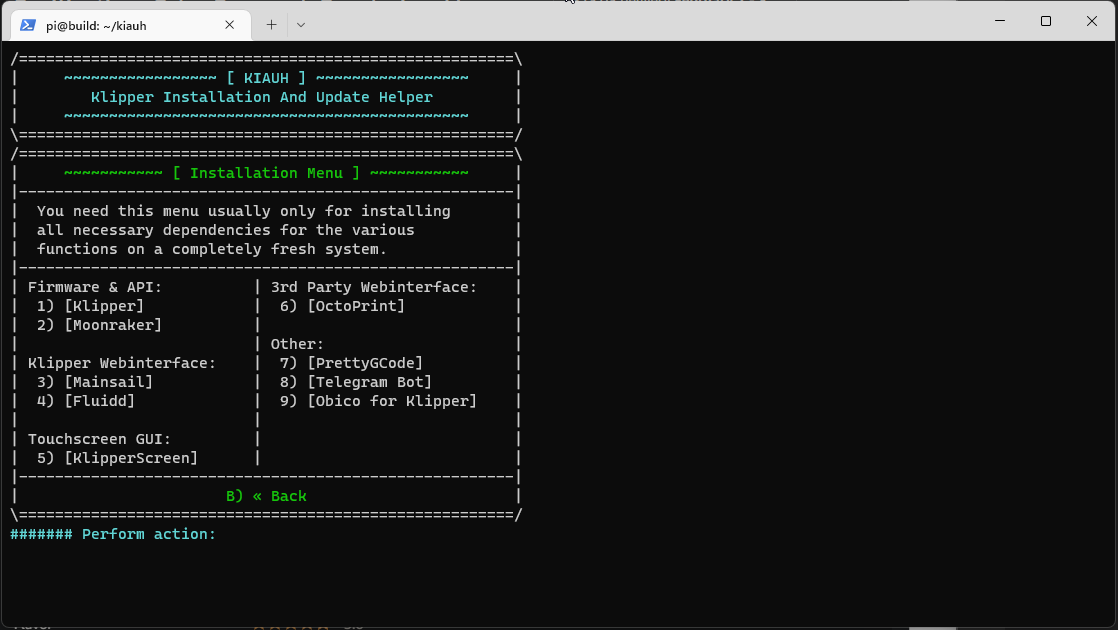 pi@build: ~/kiauh
/=======================================================\
| ~~~~~~~~~~~~~~~~~ [ KIAUH ] ~~~~~~~~~~~~~~~~~ |
| Klipper Installation And Update Helper |
| ~~~~~~~~~~~~~~~~~~~~~~~~~~~~~~~~~~~~~~~~~~~~~ |
\=======================================================/
/=======================================================\
| ~~~~~~~~~~~ [ Installation Menu ] ~~~~~~~~~~~ |
|-------------------------------------------------------|
| You need this menu usually only for installing |
| all necessary dependencies for the various |
| functions on a completely fresh system. |
|-------------------------------------------------------|
| Firmware & API: | 3rd Party Webinterface: |
| 1) [Klipper] | 6) [OctoPrint] |
| 2) [Moonraker] | |
| | Other: |
| Klipper Webinterface: | 7) [PrettyGCode] |
| 3) [Mainsail] | 8) [Telegram Bot] |
| 4) [Fluidd] | 9) [Obico for Klipper] |
| | |
| Touchscreen GUI: | |
| 5) [KlipperScreen] | |
|-------------------------------------------------------|
| B) « Back |
\=======================================================/
####### Perform action: